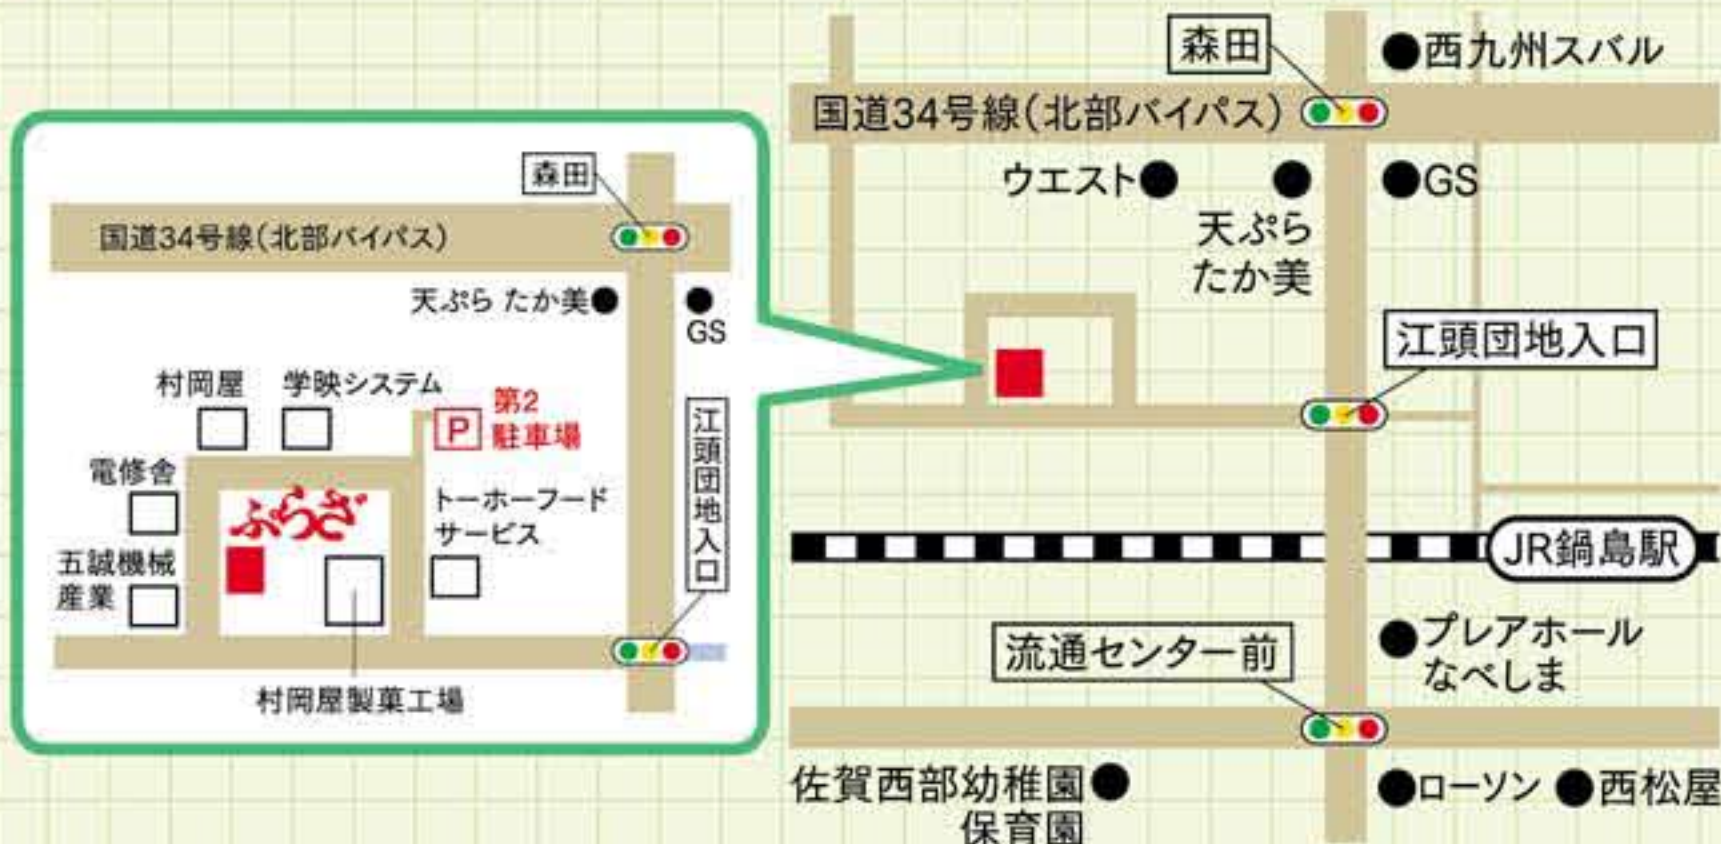 森田
国道34号線(北部バイパス)
天ぷら たか美
GS
村岡屋
学映システム
P
第2
駐車場
電修舎
ぷらざ
トーホーフード
サービス
五誠機械
産業
江頭団地入口
村岡屋製菓工場
森田
西九州スバル
国道34号線(北部バイパス)
ウエスト
天ぷら
たか美
GS
江頭団地入口
JR鍋島駅
流通センター前
プレアホール
なべしま
佐賀西部幼稚園
保育園
ローソン
西松屋